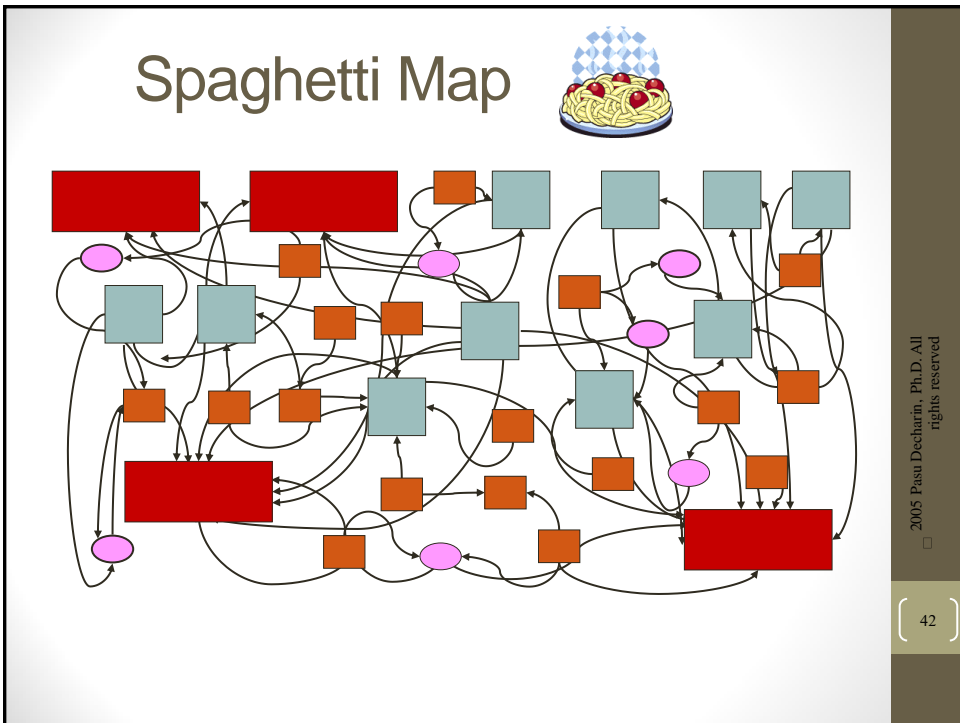 Spaghetti Map
□ 2005 Pasu Decharin, Ph.D. All
rights reserved
42